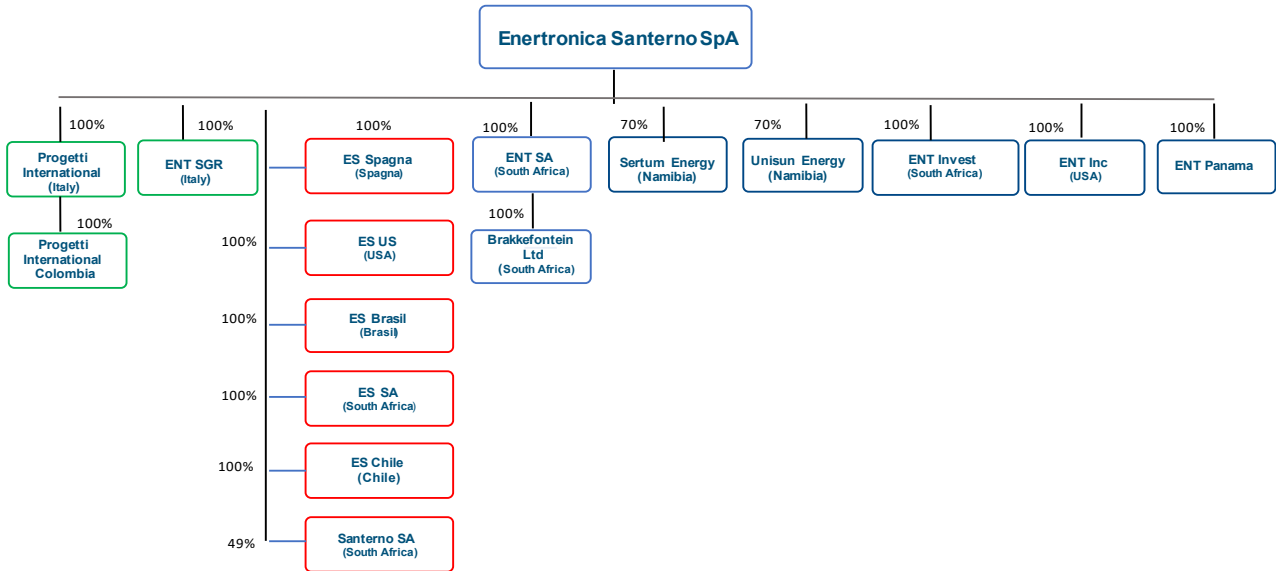 Enertronica Santerno SpA
100%
100%
100%
100%
70%
70%
100%
100%
100%
Progetti
International
(Italy)
ENT SGR
(Italy)
ES Spagna
(Spagna)
ENT SA
(South Africa)
Sertum Energy
(Namibia)
Unisun Energy
(Namibia)
ENT Invest
(South Africa)
ENT Inc
(USA)
ENT Panama
100%
Progetti
International
Colombia
100%
ES US
(USA)
100%
Brakkefontein
Ltd
(South Africa)
100%
ES Brasil
(Brasil)
100%
ES SA
(South Africa)
100%
ES Chile
(Chile)
49%
Santerno SA
(South Africa)